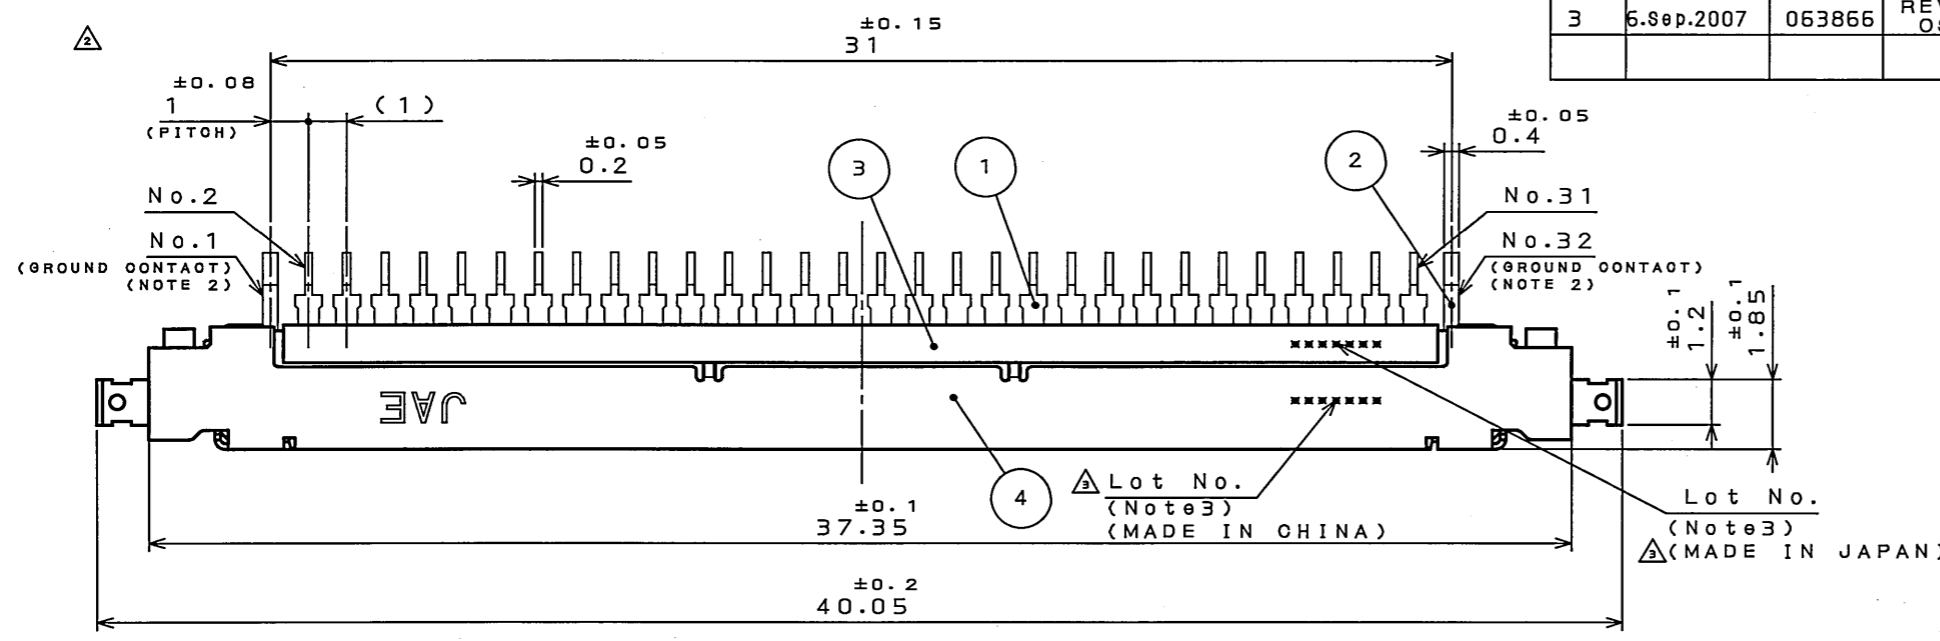 3 6.Sep.2007 063866
2
±0.15
31
±0.08
1
(PITCH)
(1)
±0.05
0.2
3
1
2
±0.05
0.4
No.2
No.1
(GROUND CONTACT)
(NOTE 2)
No.31
No.32
(GROUND CONTACT)
(NOTE 2)
±0.1
1.2
±0.1
1.85
*******
JAE
*******
4
3 Lot No.
(Note3)
(MADE IN CHINA)
Lot No.
(Note3)
3 (MADE IN JAPAN)
±0.1
37.35
±0.2
40.05